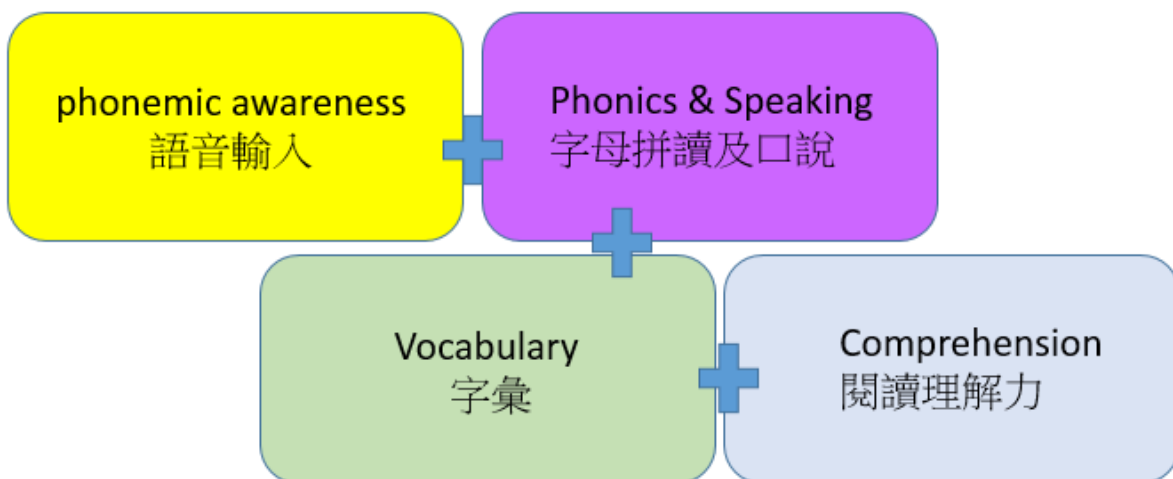 phonemic awareness
語音輸入
Phonics & Speaking
字母拼讀及口說
Vocabulary
字彙
Comprehension
閱讀理解力